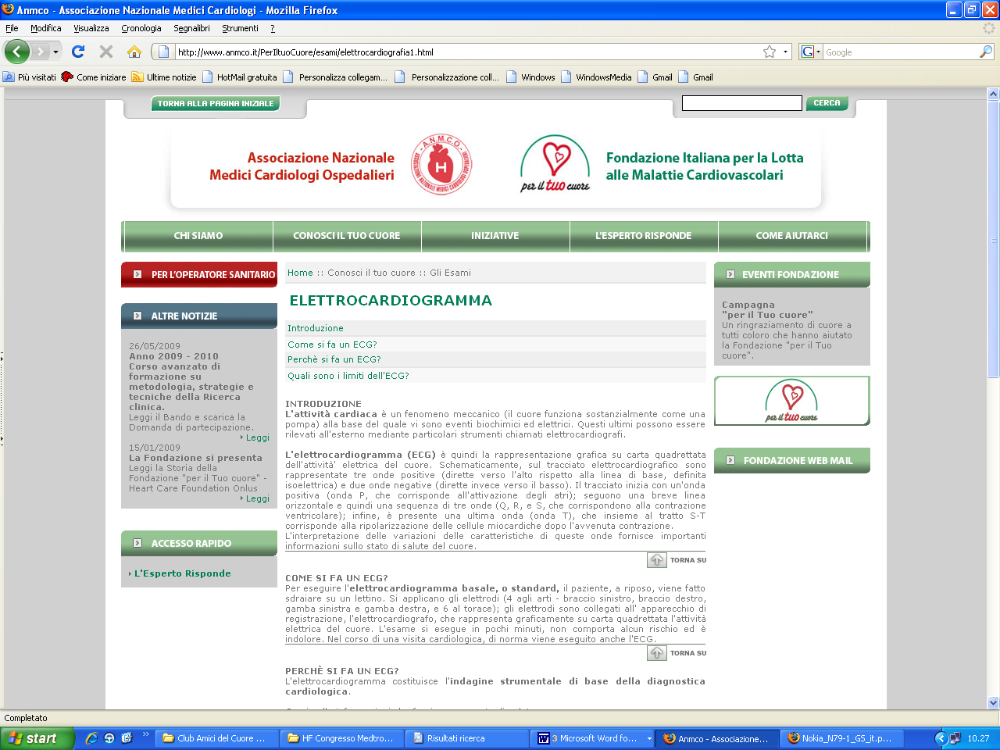 Anmco - Associazione Nazionale Medici Cardiologi - Mozilla Firefox
File Modifica Visualizza Cronologia Segnalibri Strumenti ?
http://www.anmco.it/PerIltuoCuore/esami/elettrocardiografia1.html
Google
Più visitati Come iniziare Ultime notizie HotMail gratuita Personalizza collegam... Personalizzazione coll... Windows WindowsMedia Gmail Gmail
TORNA ALLA PAGINA INIZIALE
CERCA
Associazione Nazionale
Medici Cardiologi Ospedalieri
A.N.M.C.O.
H
per il tuo cuore
Fondazione Italiana per la Lotta
alle Malattie Cardiovascolari
CHI SIAMO
CONOSCI IL TUO CUORE
INIZIATIVE
L'ESPERTO RISPONDE
COME AIUTARCI
PER L'OPERATORE SANITARIO
ALTRE NOTIZIE
26/05/2009
Anno 2009 - 2010
Corso avanzato di
formazione su
metodologia, strategie e
tecniche della Ricerca
clinica.
Leggi il Bando e scarica la
Domanda di partecipazione.
Leggi
15/01/2009
La Fondazione si presenta
Leggi la Storia della
Fondazione "per il Tuo cuore" -
Heart Care Foundation Onlus
Leggi
ACCESSO RAPIDO
L'Esperto Risponde
Home :: Conosci il tuo cuore :: Gli Esami
ELETTROCARDIOGRAMMA
Introduzione
Come si fa un ECG?
Perchè si fa un ECG?
Quali sono i limiti dell'ECG?
INTRODUZIONE
L'attività cardiaca è un fenomeno meccanico (il cuore funziona sostanzialmente come una
pompa) alla base del quale vi sono eventi biochimici ed elettrici. Questi ultimi possono essere
rilevati all'esterno mediante particolari strumenti chiamati elettrocardiografi.
L'elettrocardiogramma (ECG) è quindi la rappresentazione grafica su carta quadrettata
dell'attività' elettrica del cuore. Schematicamente, sul tracciato elettrocardiografico sono
rappresentate tre onde positive (dirette verso l'alto rispetto alla linea di base, definita
isoelettrica) e due onde negative (dirette invece verso il basso). Il tracciato inizia con un'onda
positiva (onda P, che corrisponde all'attivazione degli atri); seguono una breve linea
orizzontale e quindi una sequenza di tre onde (Q, R, e S, che corrispondono alla contrazione
ventricolare); infine, è presente una ultima onda (onda T), che insieme al tratto S-T
corrisponde alla ripolarizzazione delle cellule miocardiche dopo l'avvenuta contrazione.
L'interpretazione delle variazioni delle caratteristiche di queste onde fornisce importanti
informazioni sullo stato di salute del cuore.
TORNA SU
COME SI FA UN ECG?
Per eseguire l'elettrocardiogramma basale, o standard, il paziente, a riposo, viene fatto
sdraiare su un lettino. Si applicano gli elettrodi (4 agli arti - braccio sinistro, braccio destro,
gamba sinistra e gamba destra, e 6 al torace); gli elettrodi sono collegati all' apparecchio di
registrazione, l'elettrocardiografo, che rappresenta graficamente su carta quadrettata l'attività
elettrica del cuore. L'esame si esegue in pochi minuti, non comporta alcun rischio ed è
indolore. Nel corso di una visita cardiologica, di norma viene eseguito anche l'ECG.
TORNA SU
PERCHÈ SI FA UN ECG?
L'elettrocardiogramma costituisce l'indagine strumentale di base della diagnostica
cardiologica.
EVENTI FONDAZIONE
Campagna
"per il Tuo cuore"
Un ringraziamento di cuore a
tutti coloro che hanno aiutato
la Fondazione "per il Tuo
cuore".
per il tuo cuore
FONDAZIONE WEB MAIL
Completato
start
Club Amici del Cuore ...
HF Congresso Medtro...
Risultati ricerca
3 Microsoft Word fo...
Anmco - Associazione...
Nokia_N79-1_GS_it.p...
10.27